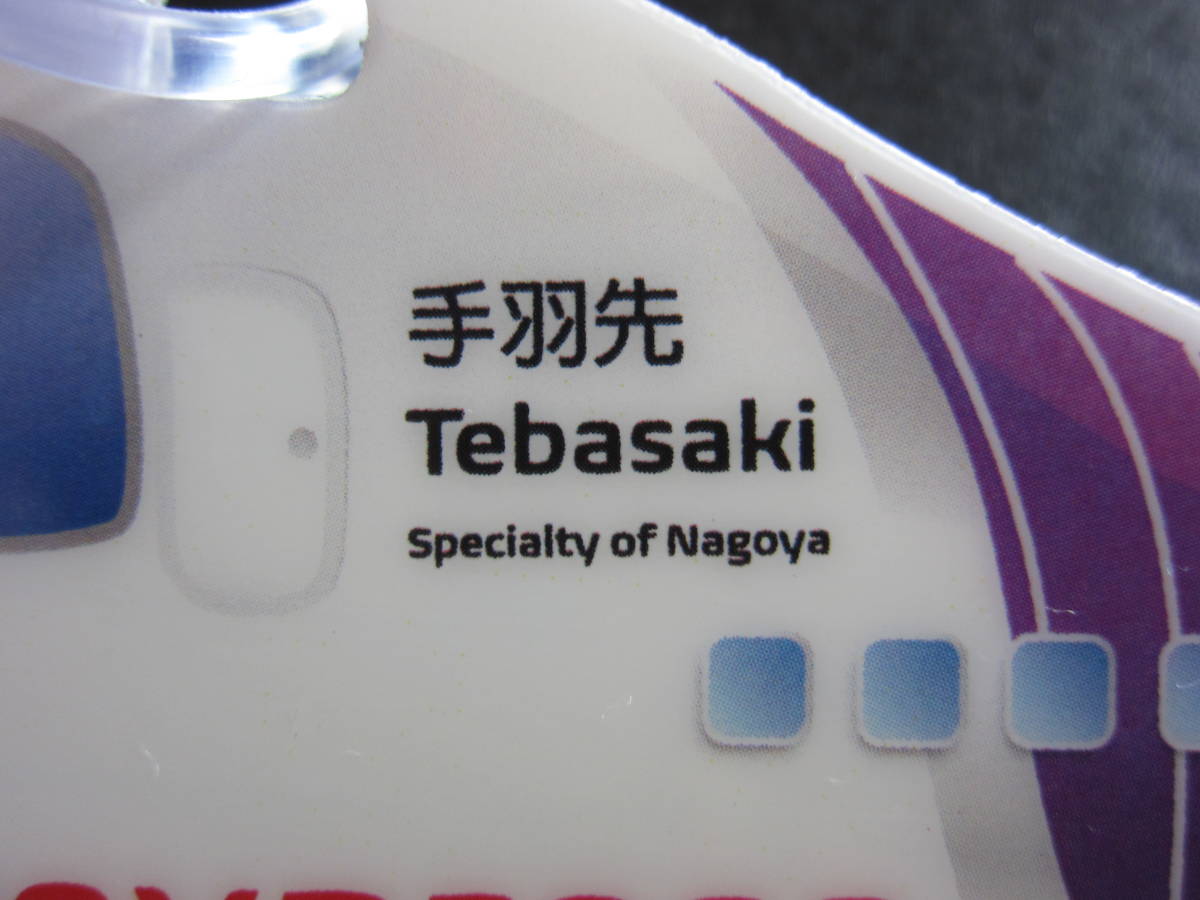 手羽先
Tebasaki
Specialty of Nagoya